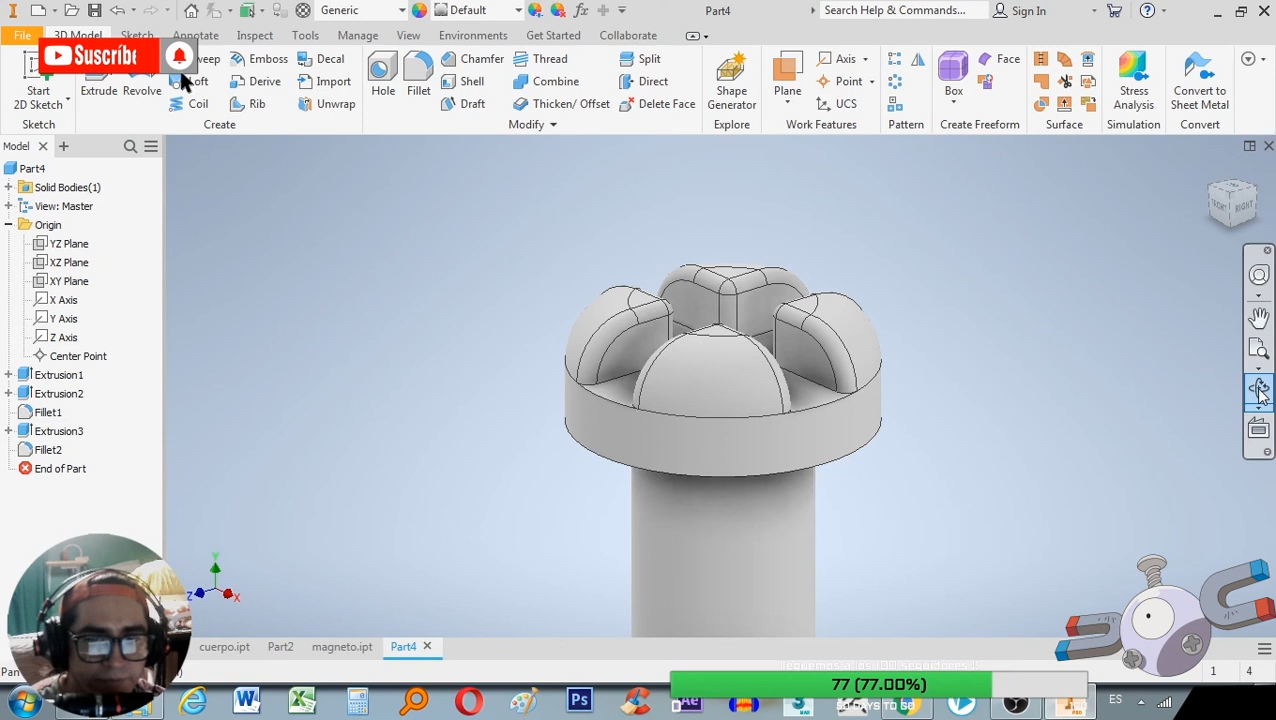 Generic
Default
Part4
Search Help & Commands...
Sign In
File
3D Model
Sketch
Annotate
Inspect
Tools
Manage
View
Environments
Get Started
Collaborate
Suscribe
Start
2D Sketch
Extrude
Revolve
Coil
Emboss
Derive
Rib
Decal
Import
Unwrap
Hole
Fillet
Chamfer
Shell
Draft
Thread
Combine
Thicken/ Offset
Split
Direct
Delete Face
Shape
Generator
Plane
Axis
Point
UCS
Box
Face
Stress
Analysis
Convert to
Sheet Metal
Sketch
Create
Modify
Explore
Work Features
Pattern
Create Freeform
Surface
Simulation
Convert
Model
Part4
Solid Bodies(1)
View: Master
Origin
YZ Plane
XZ Plane
XY Plane
X Axis
Y Axis
Z Axis
Center Point
Extrusion1
Extrusion2
Fillet1
Extrusion3
Fillet2
End of Part
FRONT
RIGHT
Y
Z
X
cuerpo.ipt
Part2
magneto.ipt
Part4
1
4
77 (77.00%)
ES